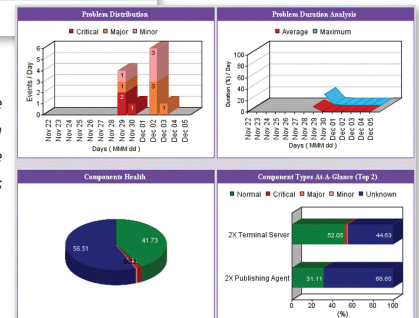 Problem Distribution
Critical Major Minor
Events / Day
6
5
4
3
2
1
0
1
1
2
1
3
3
1
Nov 22
Nov 23
Nov 24
Nov 25
Nov 26
Nov 27
Nov 28
Nov 29
Nov 30
Dec 01
Dec 02
Dec 03
Dec 04
Dec 05
Days ( MMM dd )
Problem Duration Analysis
Average Maximum
Duration (%) / Day
100
80
60
40
20
0
Nov 22
Nov 23
Nov 24
Nov 25
Nov 26
Nov 27
Nov 28
Nov 29
Nov 30
Dec 01
Dec 02
Dec 03
Dec 04
Dec 05
Days ( MMM dd )
Components Health
56.51
41.73
Component Types At-A-Glance (Top 2)
Normal Critical Major Minor Unknown
2X Terminal Server
52.05
44.63
2X Publishing Agent
31.11
68.65
0 20 40 60 80 100
(%)